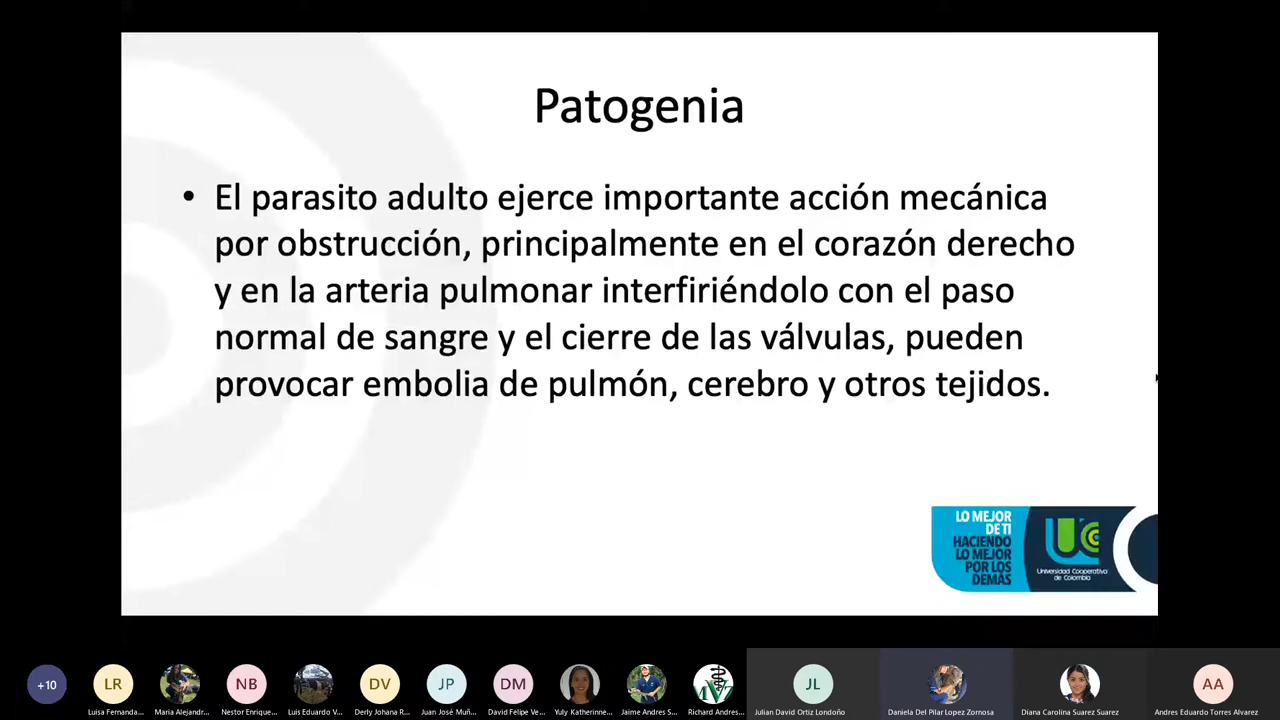 Patogenia
• El parasito adulto ejerce importante acción mecánica
por obstrucción, principalmente en el corazón derecho
y en la arteria pulmonar interfiriéndolo con el paso
normal de sangre y el cierre de las válvulas, pueden
provocar embolia de pulmón, cerebro y otros tejidos.
LO MEJOR
DE TI
HACIENDO
LO MEJOR
POR LOS
DEMÁS
UC
Universidad Cooperativa
de Colombia
+10
LR
NB
DV
JP
DM
MVZ
JL
AA
Luisa Fernanda...
Maria Alejandr...
Nestor Enrique...
Luis Eduardo V...
Derly Johana R...
Juan José Muñ...
David Felipe Ve...
Yuly Katherinne...
Jaime Andres S...
Richard Andres...
Julian David Ortiz Londoño
Daniela Del Pilar Lopez Zornosa
Diana Carolina Suarez Suarez
Andres Eduardo Torres Alvarez